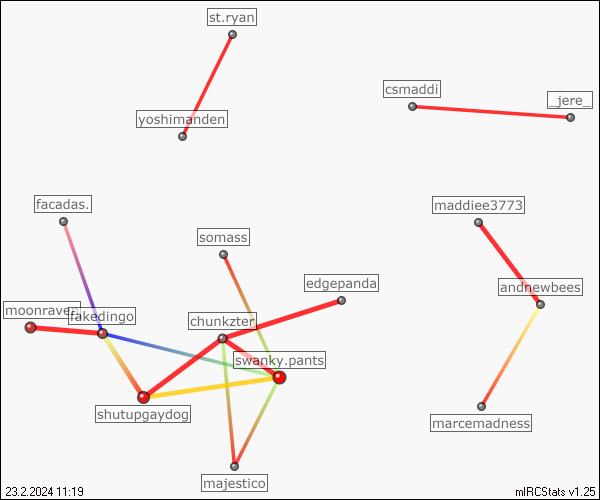 st.ryan
csmaddi
_jere_
yoshimanden
facadas.
maddiee3773
somass
edgepanda
andnewbees
moonraven
fakedingo
chunkzter
swanky.pants
shutupgaydog
marcemadness
majestico
23.2.2024 11:19
mIRCStats v1.25